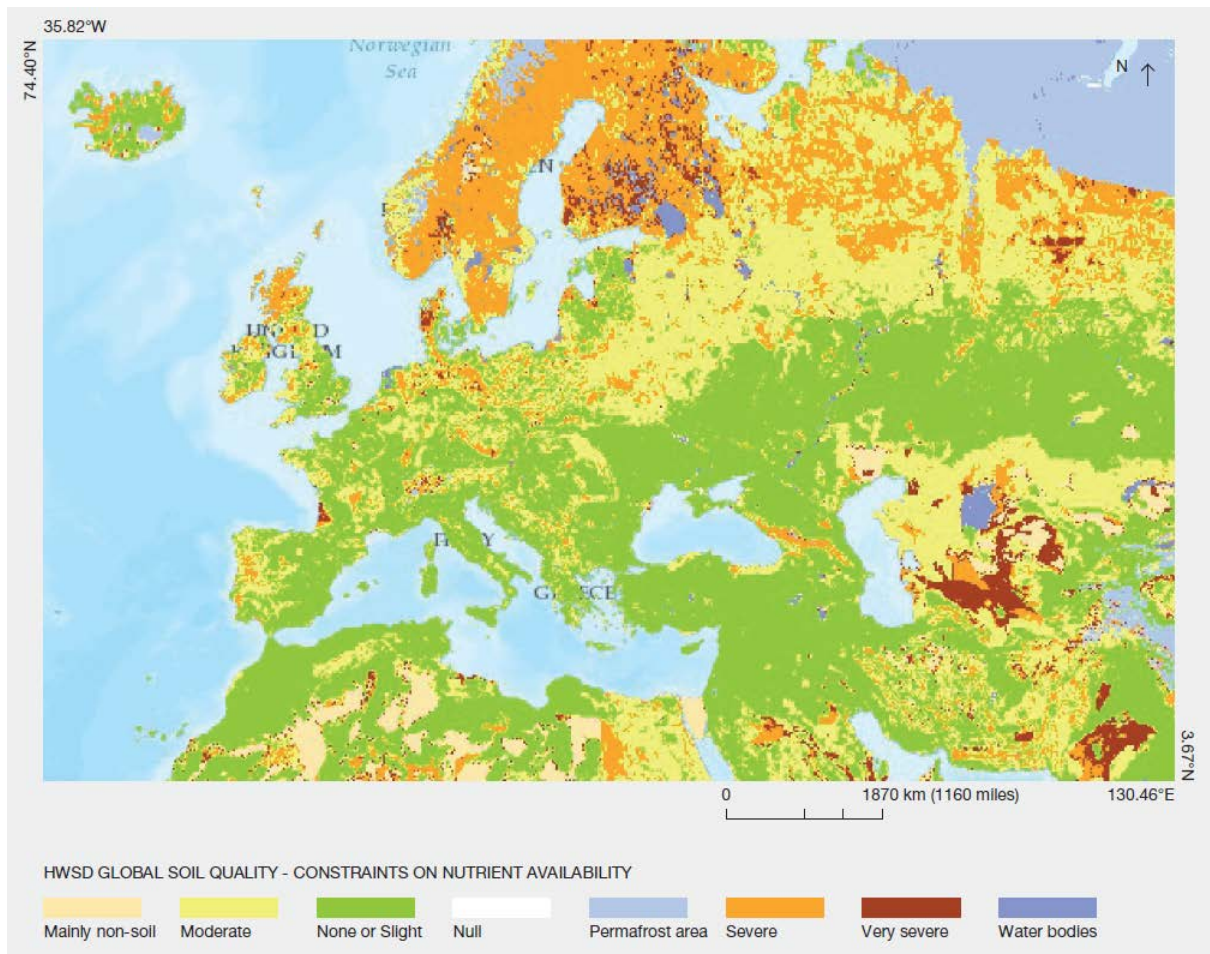 35.82°W
74.40°N
Norwegian
Sea
N
3.67°N
0
1870 km (1160 miles)
130.46°E
HWSD GLOBAL SOIL QUALITY - CONSTRAINTS ON NUTRIENT AVAILABILITY
Mainly non-soil
Moderate
None or Slight
Null
Permafrost area
Severe
Very severe
Water bodies